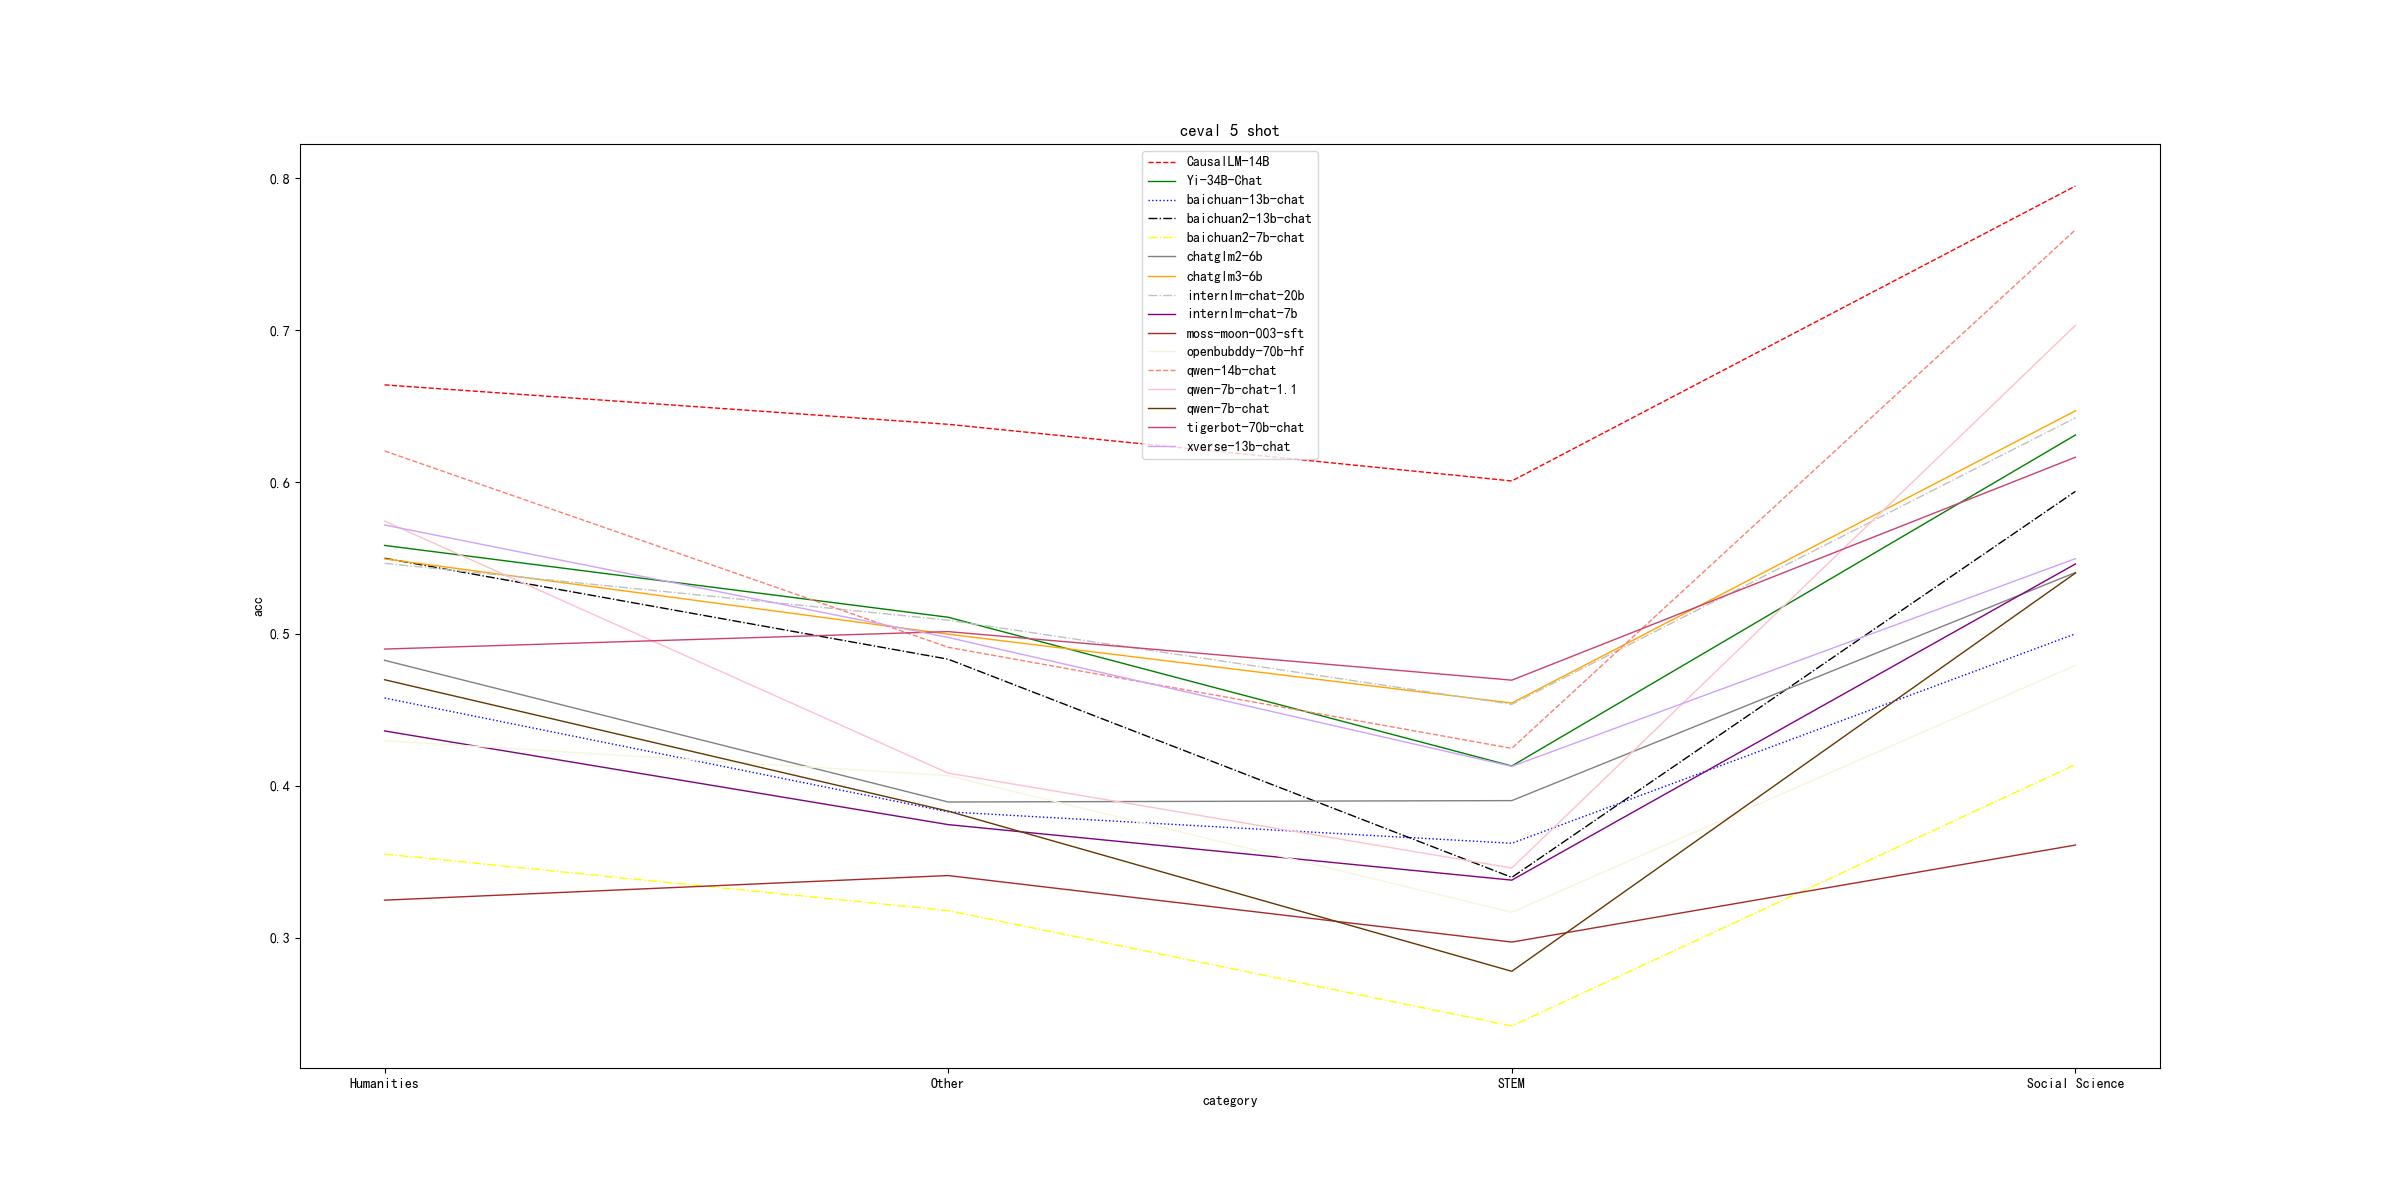 ceval 5 shot
CausalLM-14B
Yi-34B-Chat
baichuan-13b-chat
baichuan2-13b-chat
baichuan2-7b-chat
chatglm2-6b
chatglm3-6b
internlm-chat-20b
internlm-chat-7b
moss-moon-003-sft
openbubddy-70b-hf
qwen-14b-chat
qwen-7b-chat-1.1
qwen-7b-chat
tigerbot-70b-chat
xverse-13b-chat
0.8
0.7
0.6
0.5
0.4
0.3
acc
Humanities Other STEM Social Science
category